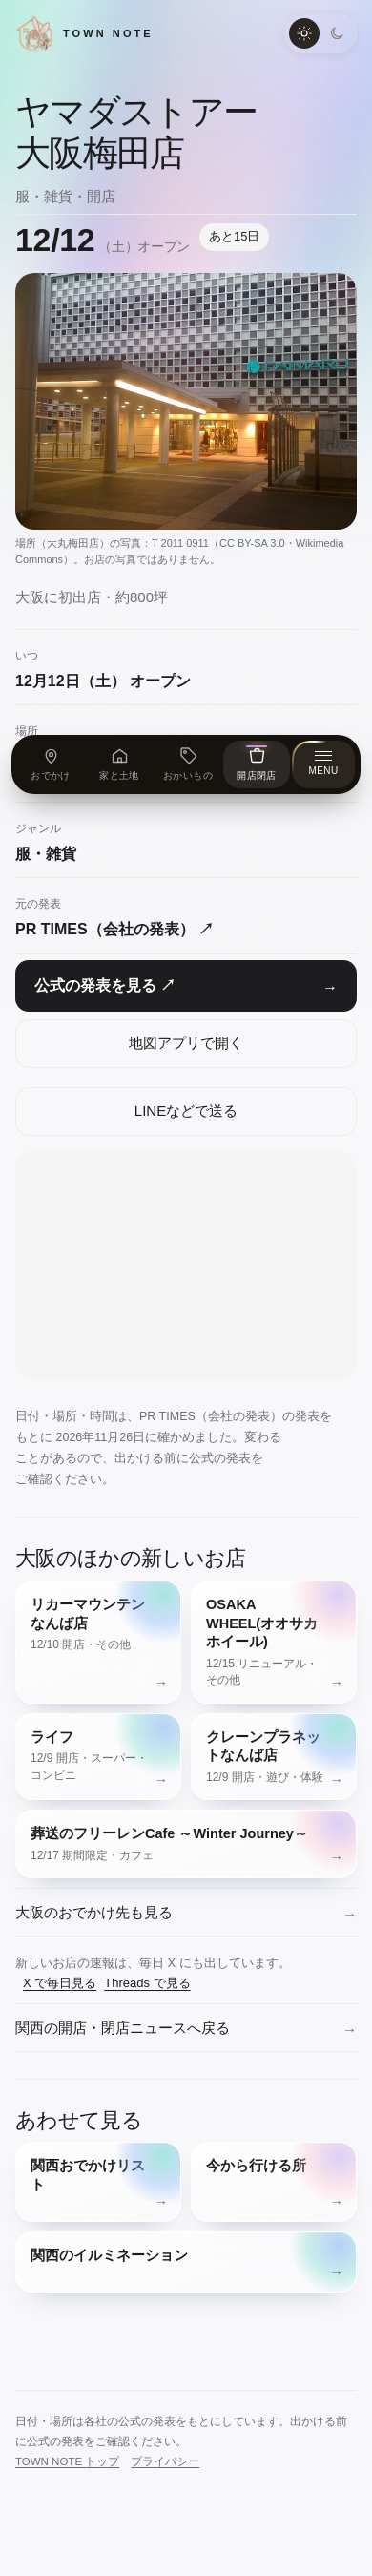 TOWN NOTE
ヤマダストアー
大阪梅田店
服・雑貨・開店
12/12 （土）オープン あと15日
DAIMARU
場所（大丸梅田店）の写真：T 2011 0911（CC BY-SA 3.0・Wikimedia
Commons）。お店の写真ではありません。
大阪に初出店・約800坪
いつ
12月12日（土） オープン
場所
おでかけ 家と土地 おかいもの 開店閉店 MENU
ジャンル
服・雑貨
元の発表
PR TIMES（会社の発表） ↗
公式の発表を見る ↗ →
地図アプリで開く
LINEなどで送る
日付・場所・時間は、PR TIMES（会社の発表）の発表を
もとに 2026年11月26日に確かめました。変わる
ことがあるので、出かける前に公式の発表を
ご確認ください。
大阪のほかの新しいお店
リカーマウンテン
なんば店
12/10 開店・その他
→
OSAKA
WHEEL(オオサカ
ホイール)
12/15 リニューアル・
その他
→
ライフ
12/9 開店・スーパー・
コンビニ
→
クレーンプラネッ
トなんば店
12/9 開店・遊び・体験
→
葬送のフリーレンCafe ～Winter Journey～
12/17 期間限定・カフェ
→
大阪のおでかけ先も見る →
新しいお店の速報は、毎日 X にも出しています。
X で毎日見る Threads で見る
関西の開店・閉店ニュースへ戻る →
あわせて見る
関西おでかけリス
ト
→
今から行ける所
→
関西のイルミネーション
→
日付・場所は各社の公式の発表をもとにしています。出かける前
に公式の発表をご確認ください。
TOWN NOTE トップ プライバシー